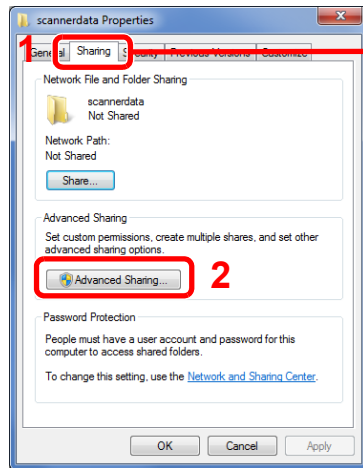 scannerdata Properties
1
General Sharing Security Previous Versions Customize
Network File and Folder Sharing
scannerdata
Not Shared
Network Path:
Not Shared
Share...
Advanced Sharing
Set custom permissions, create multiple shares, and set other
advanced sharing options.
Advanced Sharing... 2
Password Protection
People must have a user account and password for this
computer to access shared folders.
To change this setting, use the Network and Sharing Center.
OK Cancel Apply